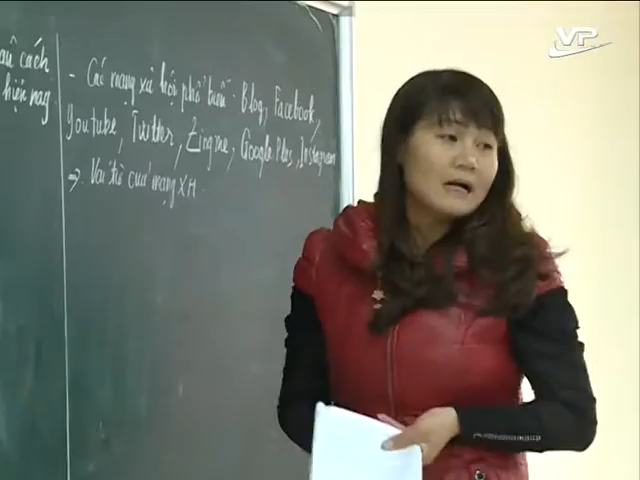 cách
hiện nay
- Các mạng xã hội phổ biến: Blog, Facebook,
Youtube, Twitter, Zingme, Google Plus, Instagram
=> Vai trò của mạng XH
VP